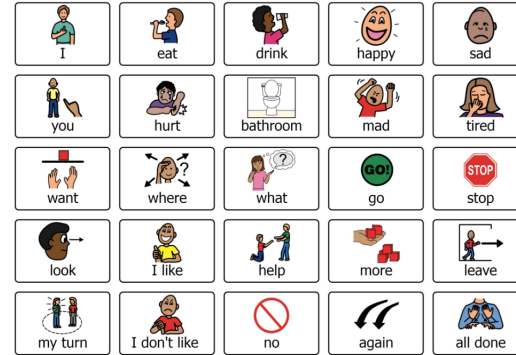 I
eat
drink
happy
sad
you
hurt
bathroom
mad
tired
want
?
where
?
what
GO!
go
STOP
stop
look
I like
help
more
leave
my turn
I don't like
no
again
all done